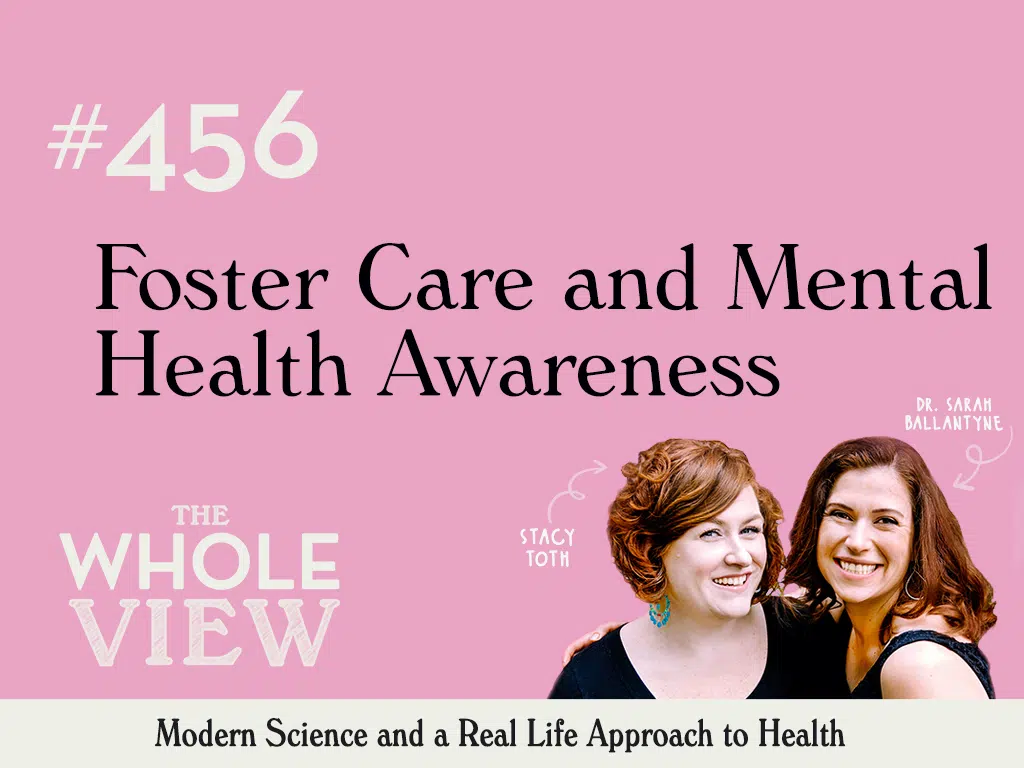 #456
Foster Care and Mental
Health Awareness
DR. SARAH
BALLANTYNE
STACY
TOTH
THE
WHOLE
VIEW
Modern Science and a Real Life Approach to Health